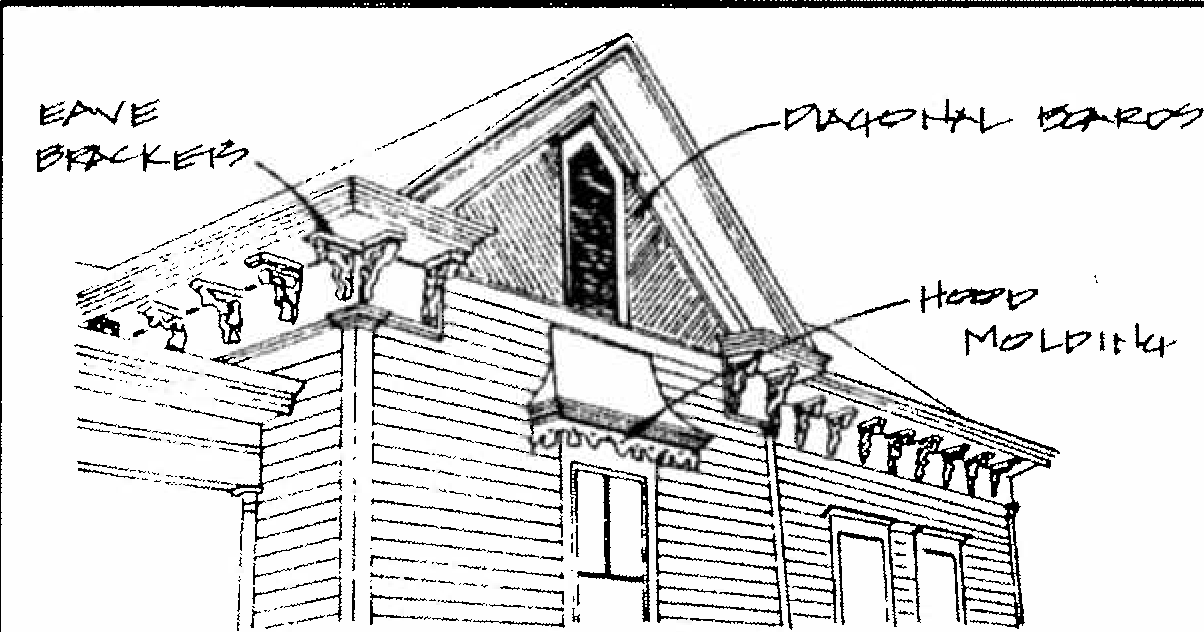 EAVE
BRACKETS
DIAGONAL BOARDS
HOOD
MOLDING